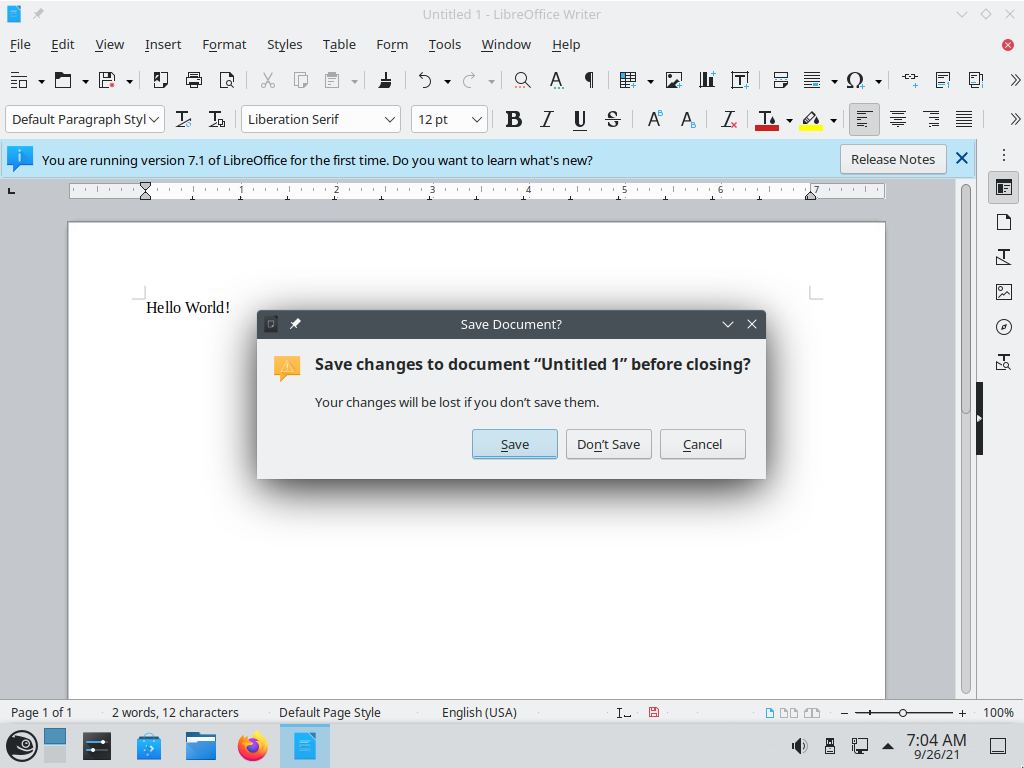 Untitled 1 - LibreOffice Writer
File Edit View Insert Format Styles Table Form Tools Window Help
Default Paragraph Styl Liberation Serif 12 pt
You are running version 7.1 of LibreOffice for the first time. Do you want to learn what's new? Release Notes
1 2 3 4 5 6 7
Hello World!
Save Document?
Save changes to document “Untitled 1” before closing?
Your changes will be lost if you don’t save them.
Save Don’t Save Cancel
Page 1 of 1 2 words, 12 characters Default Page Style English (USA) 100%
7:04 AM
9/26/21